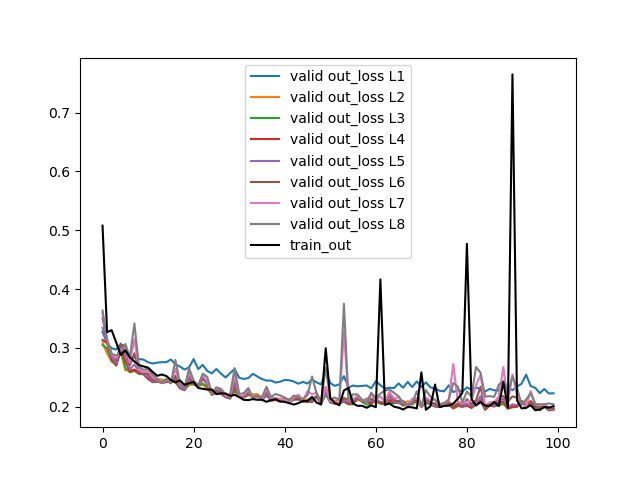 valid out_loss L1
valid out_loss L2
valid out_loss L3
valid out_loss L4
valid out_loss L5
valid out_loss L6
valid out_loss L7
valid out_loss L8
train_out
0.7
0.6
0.5
0.4
0.3
0.2
0 20 40 60 80 100